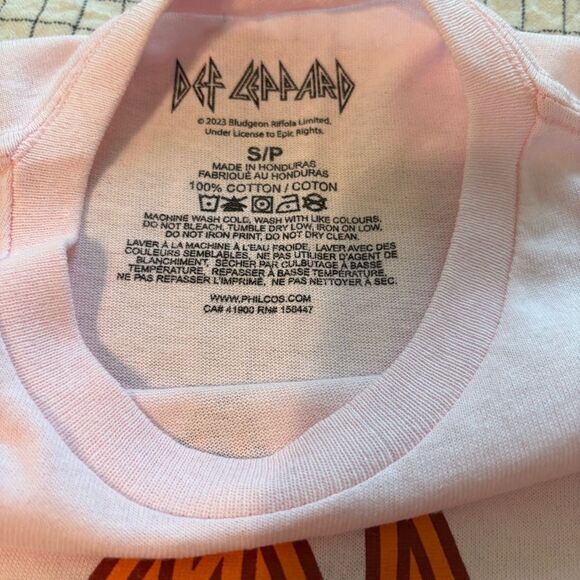 DEF LEPPARD
© 2023 Bludgeon Riffola Limited,
Under License to Epic Rights.
S/P
MADE IN HONDURAS
FABRIQUÉ AU HONDURAS
100% COTTON / COTON
MACHINE WASH COLD, WASH WITH LIKE COLOURS,
DO NOT BLEACH, TUMBLE DRY LOW, IRON ON LOW,
DO NOT IRON PRINT, DO NOT DRY CLEAN.
LAVER À LA MACHINE À L'EAU FROIDE, LAVER AVEC DES
COULEURS SEMBLABLES, NE PAS UTILISER D'AGENT DE
BLANCHIMENT, SÉCHER PAR CULBUTAGE À BASSE
TEMPÉRATURE, REPASSER À BASSE TEMPÉRATURE,
NE PAS REPASSER L'IMPRIMÉ, NE PAS NETTOYER À SEC.
WWW.PHILCOS.COM
CA# 41900 RN# 158447